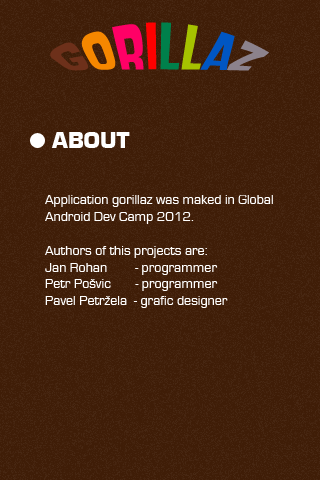 GORILLAZ
ABOUT
Application gorillaz was maked in Global
Android Dev Camp 2012.
Authors of this projects are:
Jan Rohan - programmer
Petr Pošvic - programmer
Pavel Petržela - grafic designer